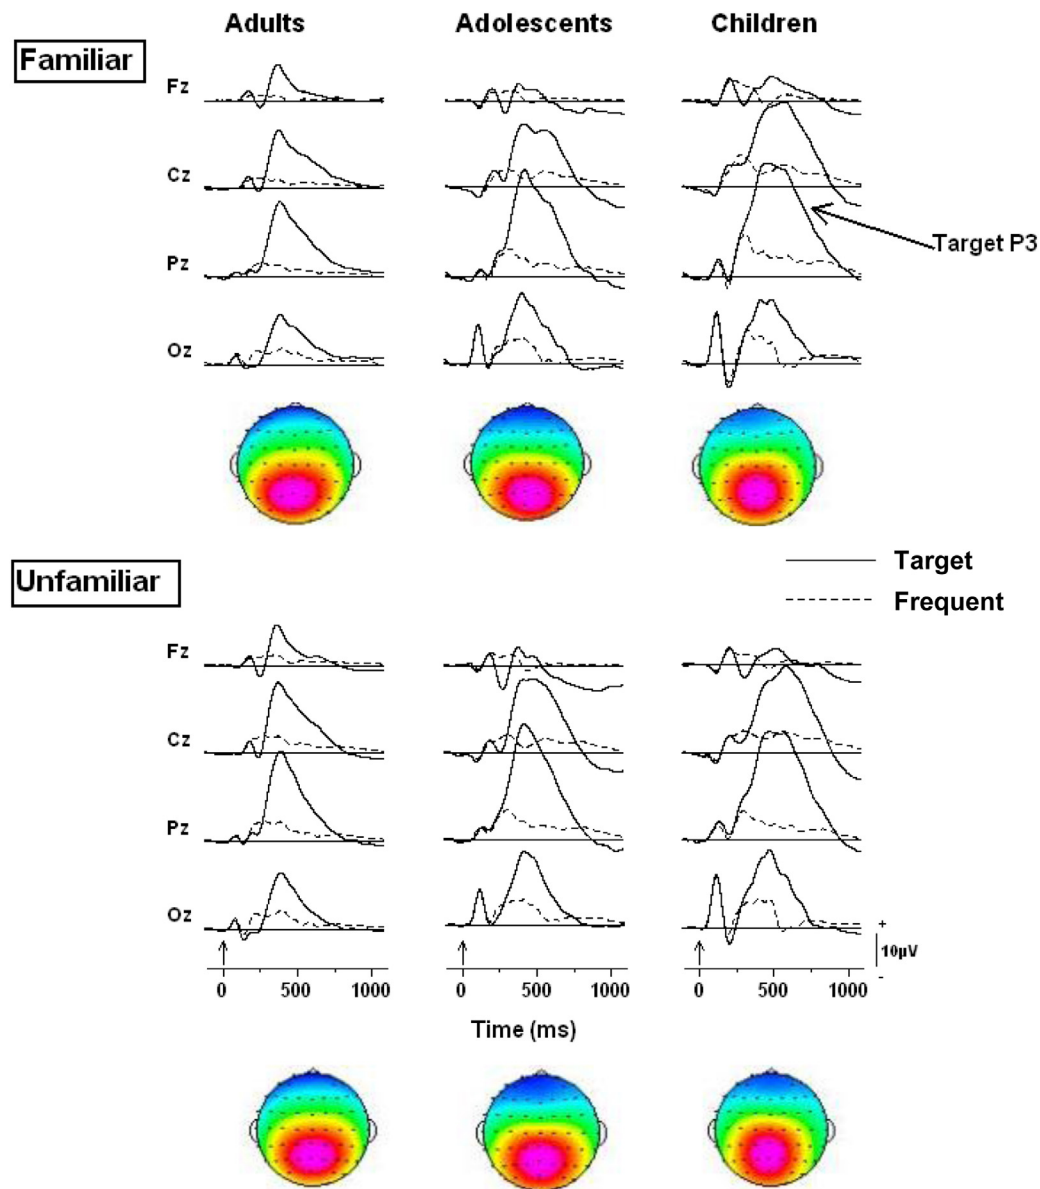 Adults Adolescents Children
Familiar
Fz
Cz
Target P3
Pz
Oz
Target
Unfamiliar
Frequent
Fz
Cz
Pz
Oz
+
10µV
-
0 500 1000 0 500 1000 0 500 1000
Time (ms)